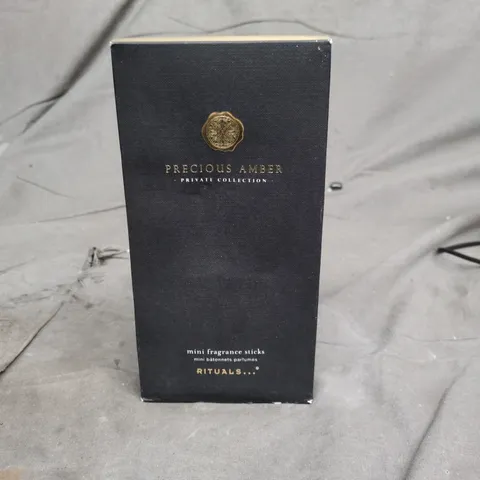 PRECIOUS AMBER
- PRIVATE COLLECTION -
mini fragrance sticks
mini bâtonnets parfumés
RITUALS...®